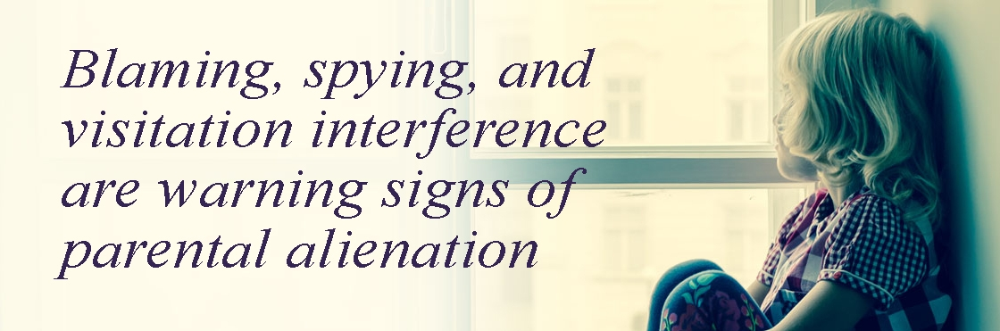 Blaming, spying, and
visitation interference
are warning signs of
parental alienation